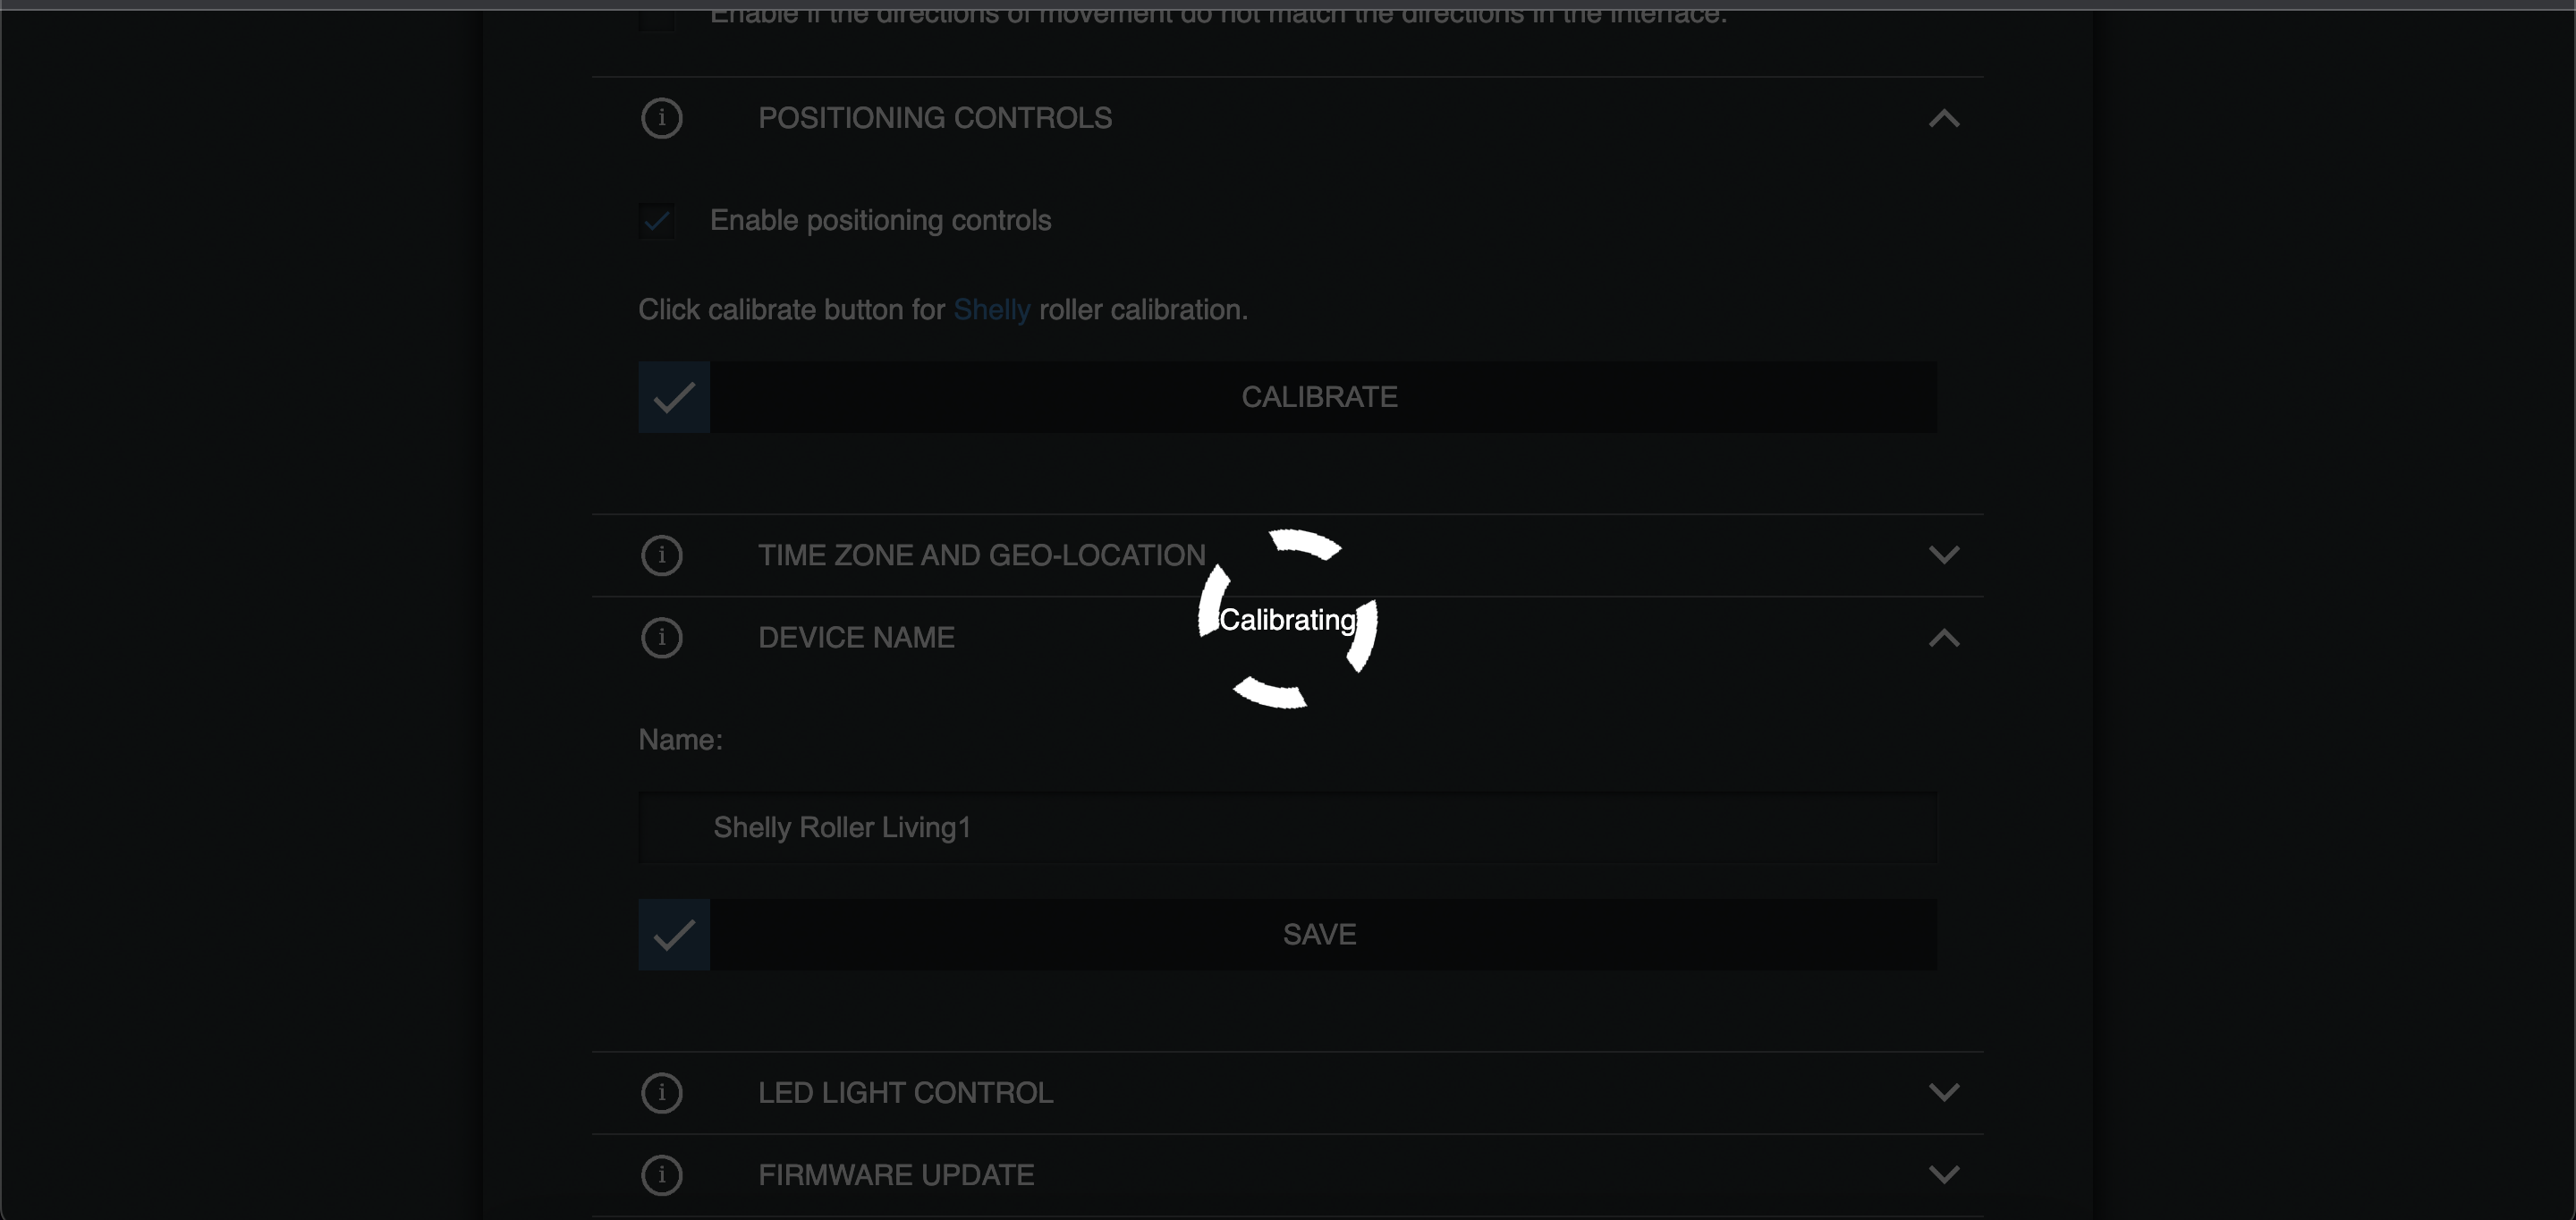 Enable if the directions of movement do not match the directions in the interface.
POSITIONING CONTROLS
Enable positioning controls
Click calibrate button for Shelly roller calibration.
CALIBRATE
TIME ZONE AND GEO-LOCATION
Calibrating
DEVICE NAME
Name:
Shelly Roller Living1
SAVE
LED LIGHT CONTROL
FIRMWARE UPDATE